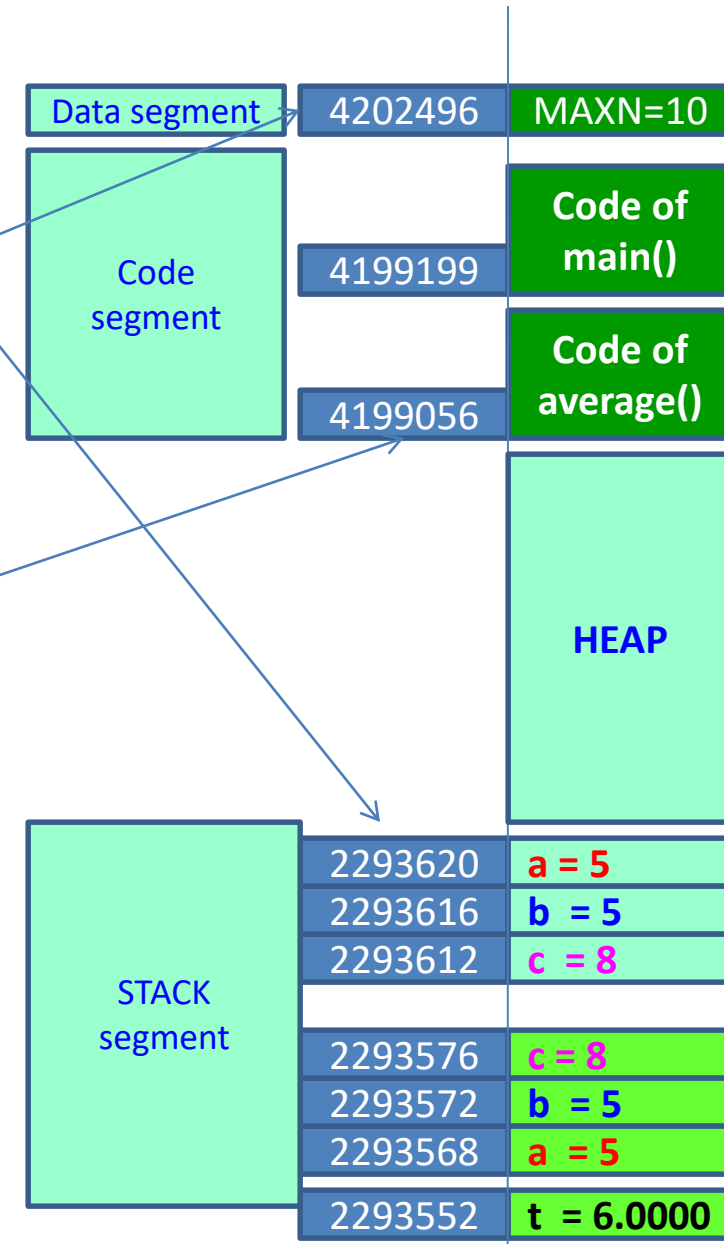 Data segment 4202496 MAXN=10
Code of
main()
Code
segment
4199199
Code of
average()
4199056
HEAP
2293620 a = 5
2293616 b = 5
2293612 c = 8
STACK
segment
2293576 c = 8
2293572 b = 5
2293568 a = 5
2293552 t = 6.0000